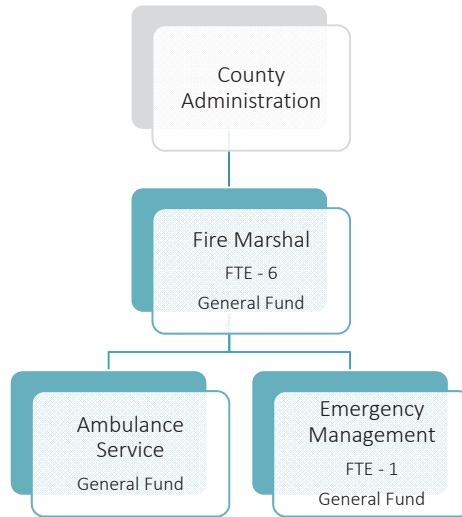 County
Administration
Fire Marshal
FTE - 6
General Fund
Ambulance
Service
General Fund
Emergency
Management
FTE - 1
General Fund